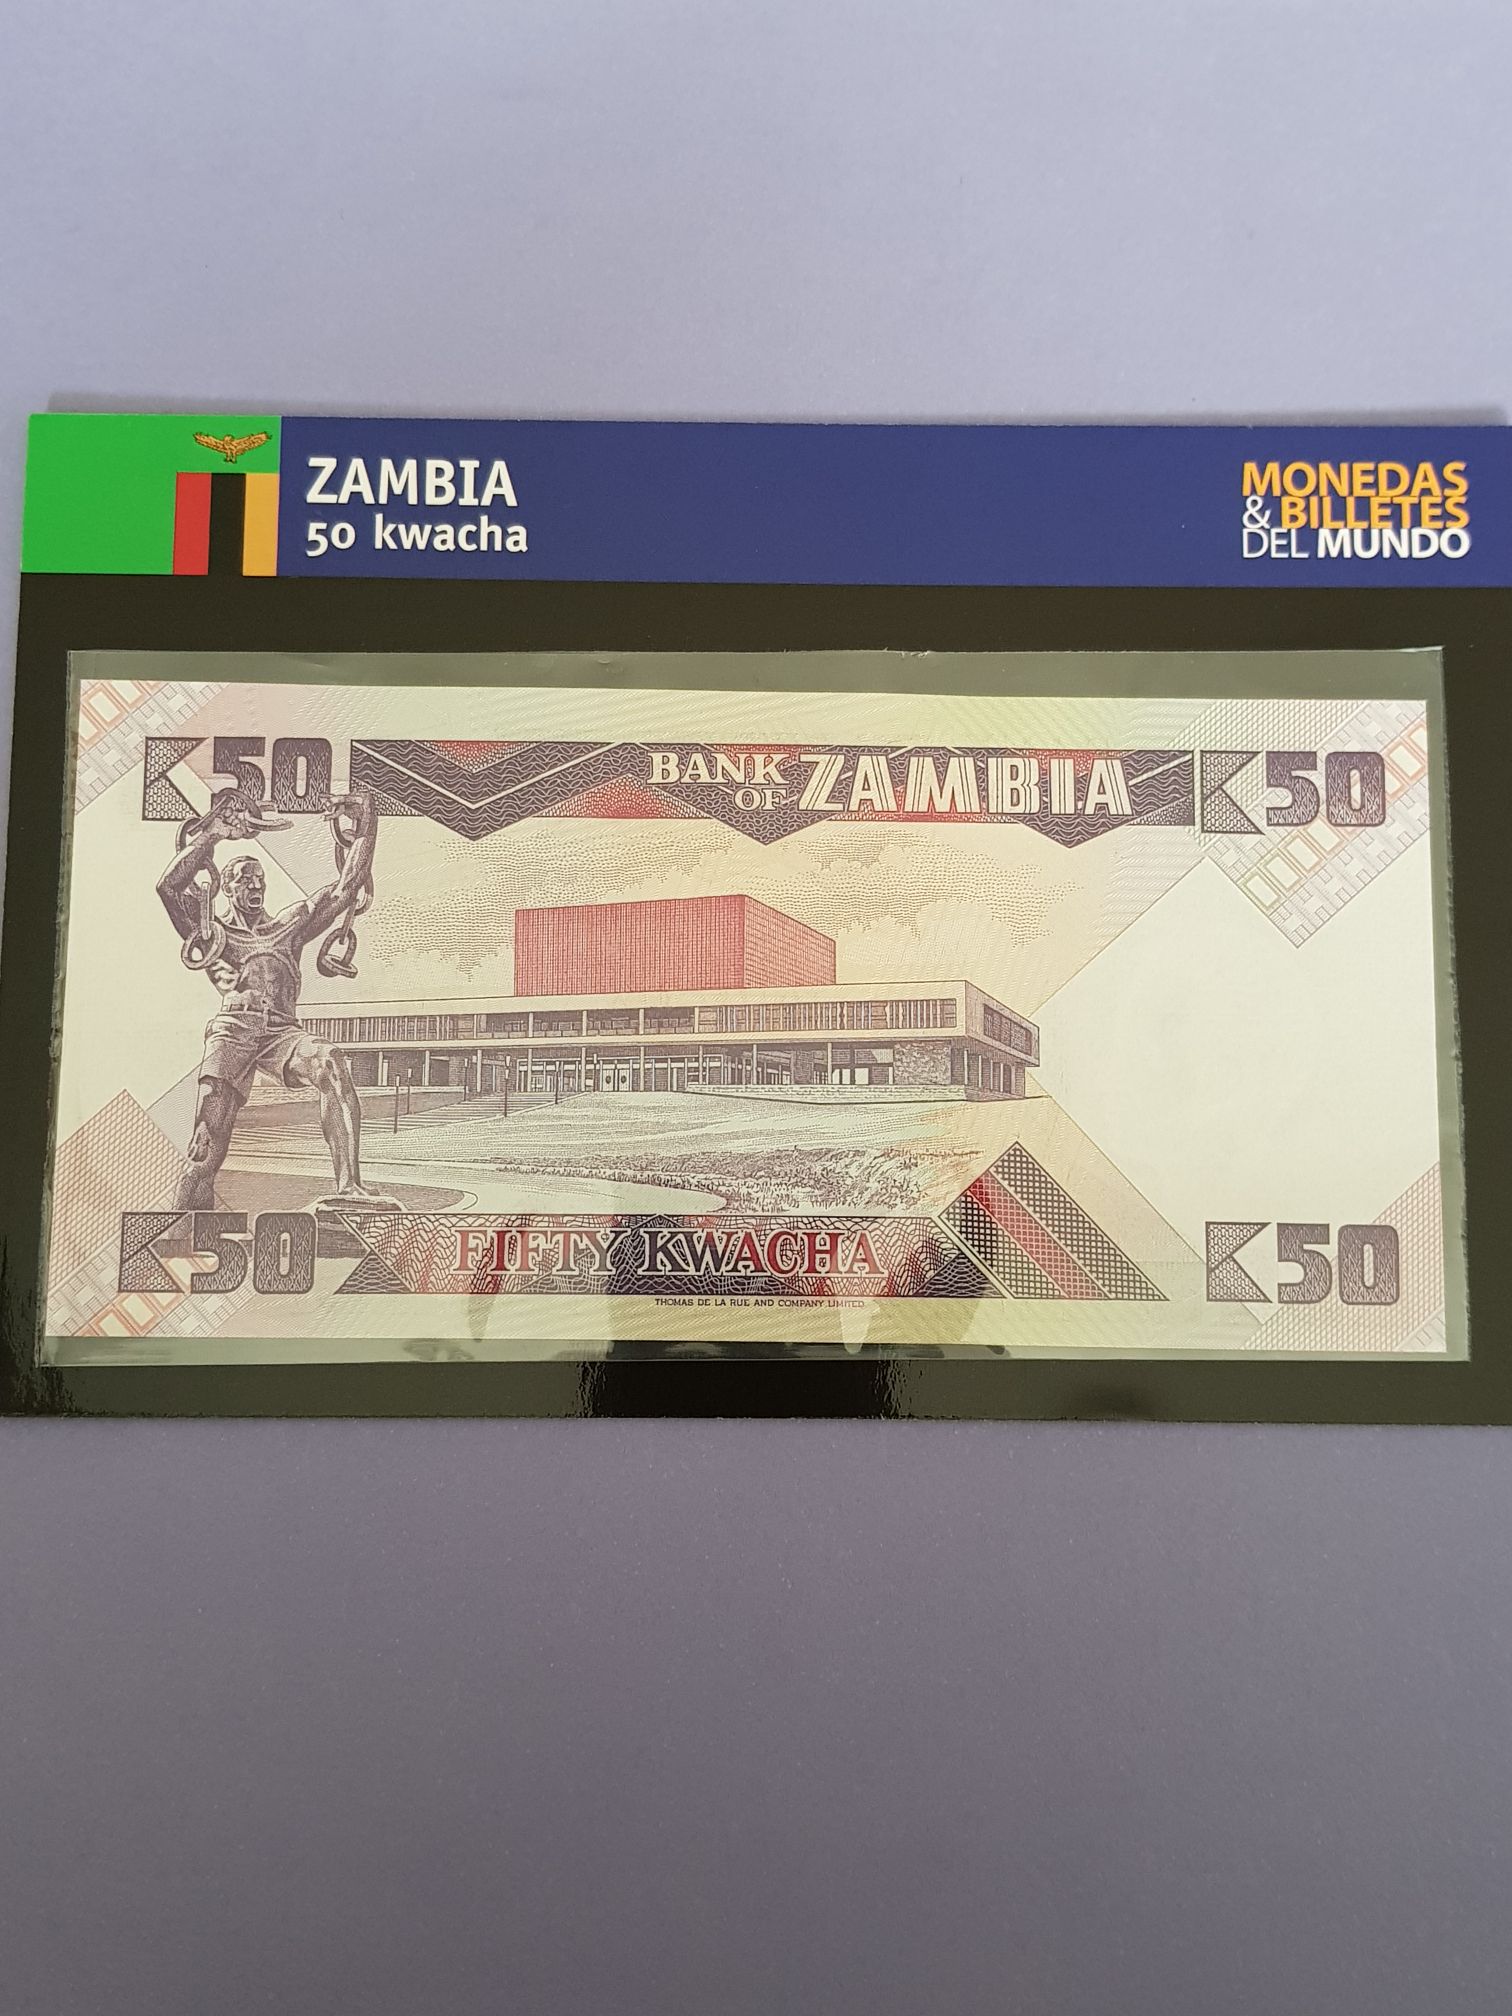 ZAMBIA
50 kwacha
MONEDAS
& BILLETES
DEL MUNDO
K50
BANK
OF ZAMBIA
K50
K50
FIFTY KWACHA
K50
THOMAS DE LA RUE AND COMPANY LIMITED